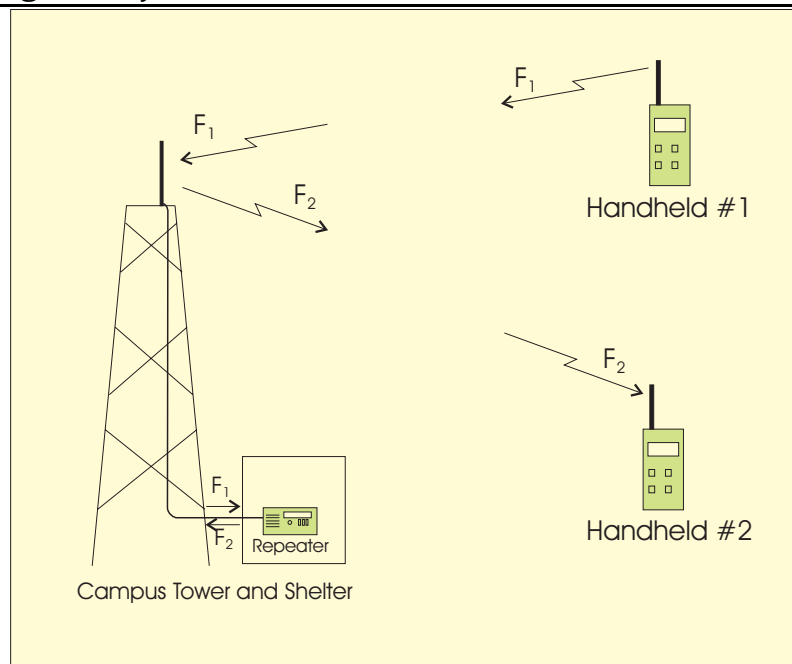 F₁
F₁
F₂
Handheld #1
F₂
F₁
F₂
Repeater
Handheld #2
Campus Tower and Shelter